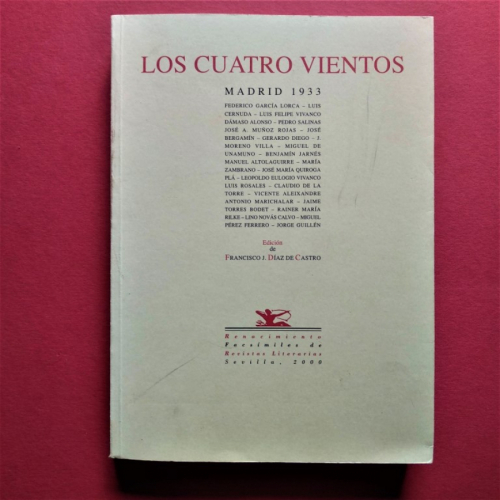 LOS CUATRO VIENTOS
MADRID 1933
FEDERICO GARCÍA LORCA – LUIS
CERNUDA – LUIS FELIPE VIVANCO
DÁMASO ALONSO – PEDRO SALINAS
JOSÉ A. MUÑOZ ROJAS – JOSÉ
BERGAMÍN – GERARDO DIEGO – J.
MORENO VILLA – MIGUEL DE
UNAMUNO – BENJAMÍN JARNÉS
MANUEL ALTOLAGUIRRE – MARÍA
ZAMBRANO – JOSÉ MARÍA QUIROGA
PLÁ – LEOPOLDO EULOGIO VIVANCO
LUIS ROSALES – CLAUDIO DE LA
TORRE – VICENTE ALEIXANDRE
ANTONIO MARICHALAR – JAIME
TORRES BODET – RAINER MARÍA
RILKE – LINO NOVÁS CALVO – MIGUEL
PÉREZ FERRERO – JORGE GUILLÉN
Edición
de
FRANCISCO J. DÍAZ DE CASTRO
Renacimiento
Facsímiles de
Revistas Literarias
Sevilla, 2000